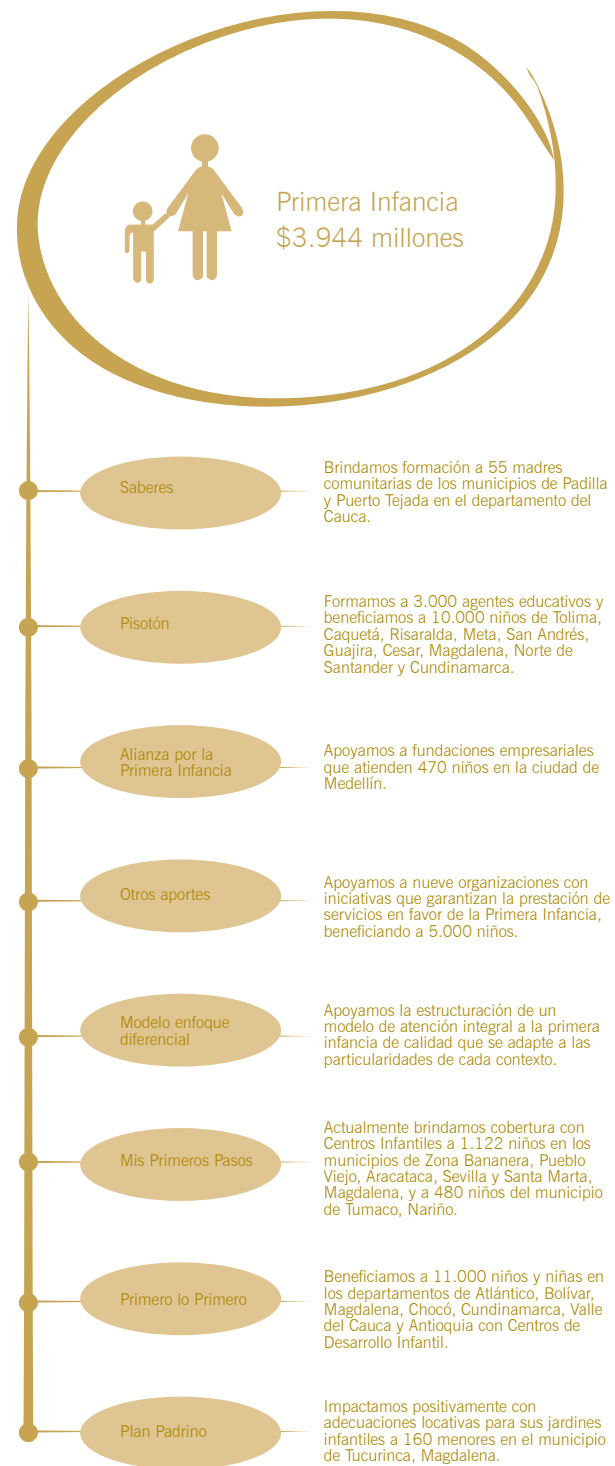 Primera Infancia
$3.944 millones
Saberes
Brindamos formación a 55 madres
comunitarias de los municipios de Padilla
y Puerto Tejada en el departamento del
Cauca.
Pisotón
Formamos a 3.000 agentes educativos y
beneficiamos a 10.000 niños de Tolima,
Caquetá, Risaralda, Meta, San Andrés,
Guajira, Cesar, Magdalena, Norte de
Santander y Cundinamarca.
Alianza por la
Primera Infancia
Apoyamos a fundaciones empresariales
que atienden 470 niños en la ciudad de
Medellín.
Otros aportes
Apoyamos a nueve organizaciones con
iniciativas que garantizan la prestación de
servicios en favor de la Primera Infancia,
beneficiando a 5.000 niños.
Modelo enfoque
diferencial
Apoyamos la estructuración de un
modelo de atención integral a la primera
infancia de calidad que se adapte a las
particularidades de cada contexto.
Mis Primeros Pasos
Actualmente brindamos cobertura con
Centros Infantiles a 1.122 niños en los
municipios de Zona Bananera, Pueblo
Viejo, Aracataca, Sevilla y Santa Marta,
Magdalena, y a 480 niños del municipio
de Tumaco, Nariño.
Primero lo Primero
Beneficiamos a 11.000 niños y niñas en
los departamentos de Atlántico, Bolívar,
Magdalena, Chocó, Cundinamarca, Valle
del Cauca y Antioquia con Centros de
Desarrollo Infantil.
Plan Padrino
Impactamos positivamente con
adecuaciones locativas para sus jardines
infantiles a 160 menores en el municipio
de Tucurinca, Magdalena.